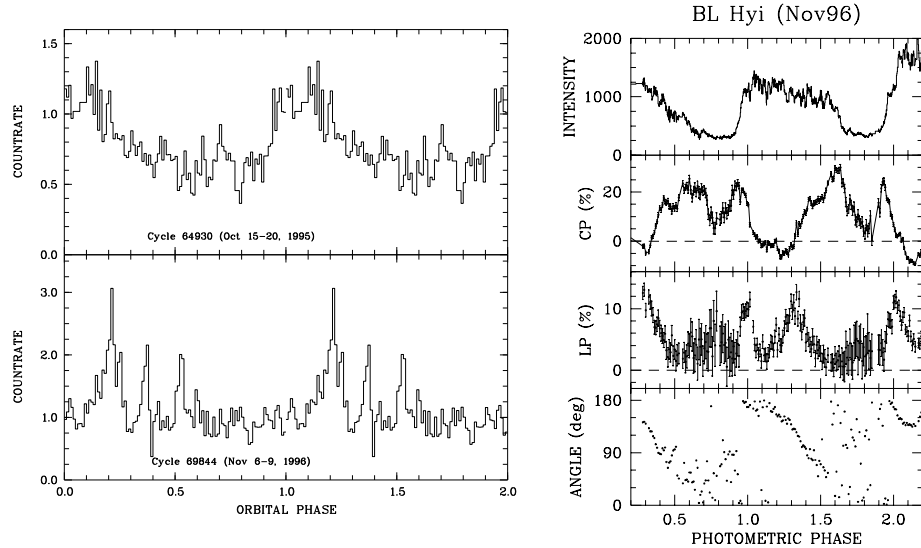 BL Hyi (Nov96)
1.5
1.0
0.5
0.0
COUNTRATE
Cycle 64930 (Oct 15-20, 1995)
3.0
2.0
1.0
0.0
COUNTRATE
Cycle 69844 (Nov 6-9, 1996)
0.0
0.5
1.0
1.5
2.0
ORBITAL PHASE
2000
1000
0
INTENSITY
20
0
CP (%)
10
0
LP (%)
180
90
0
ANGLE (deg)
0.5
1.0
1.5
2.0
PHOTOMETRIC PHASE